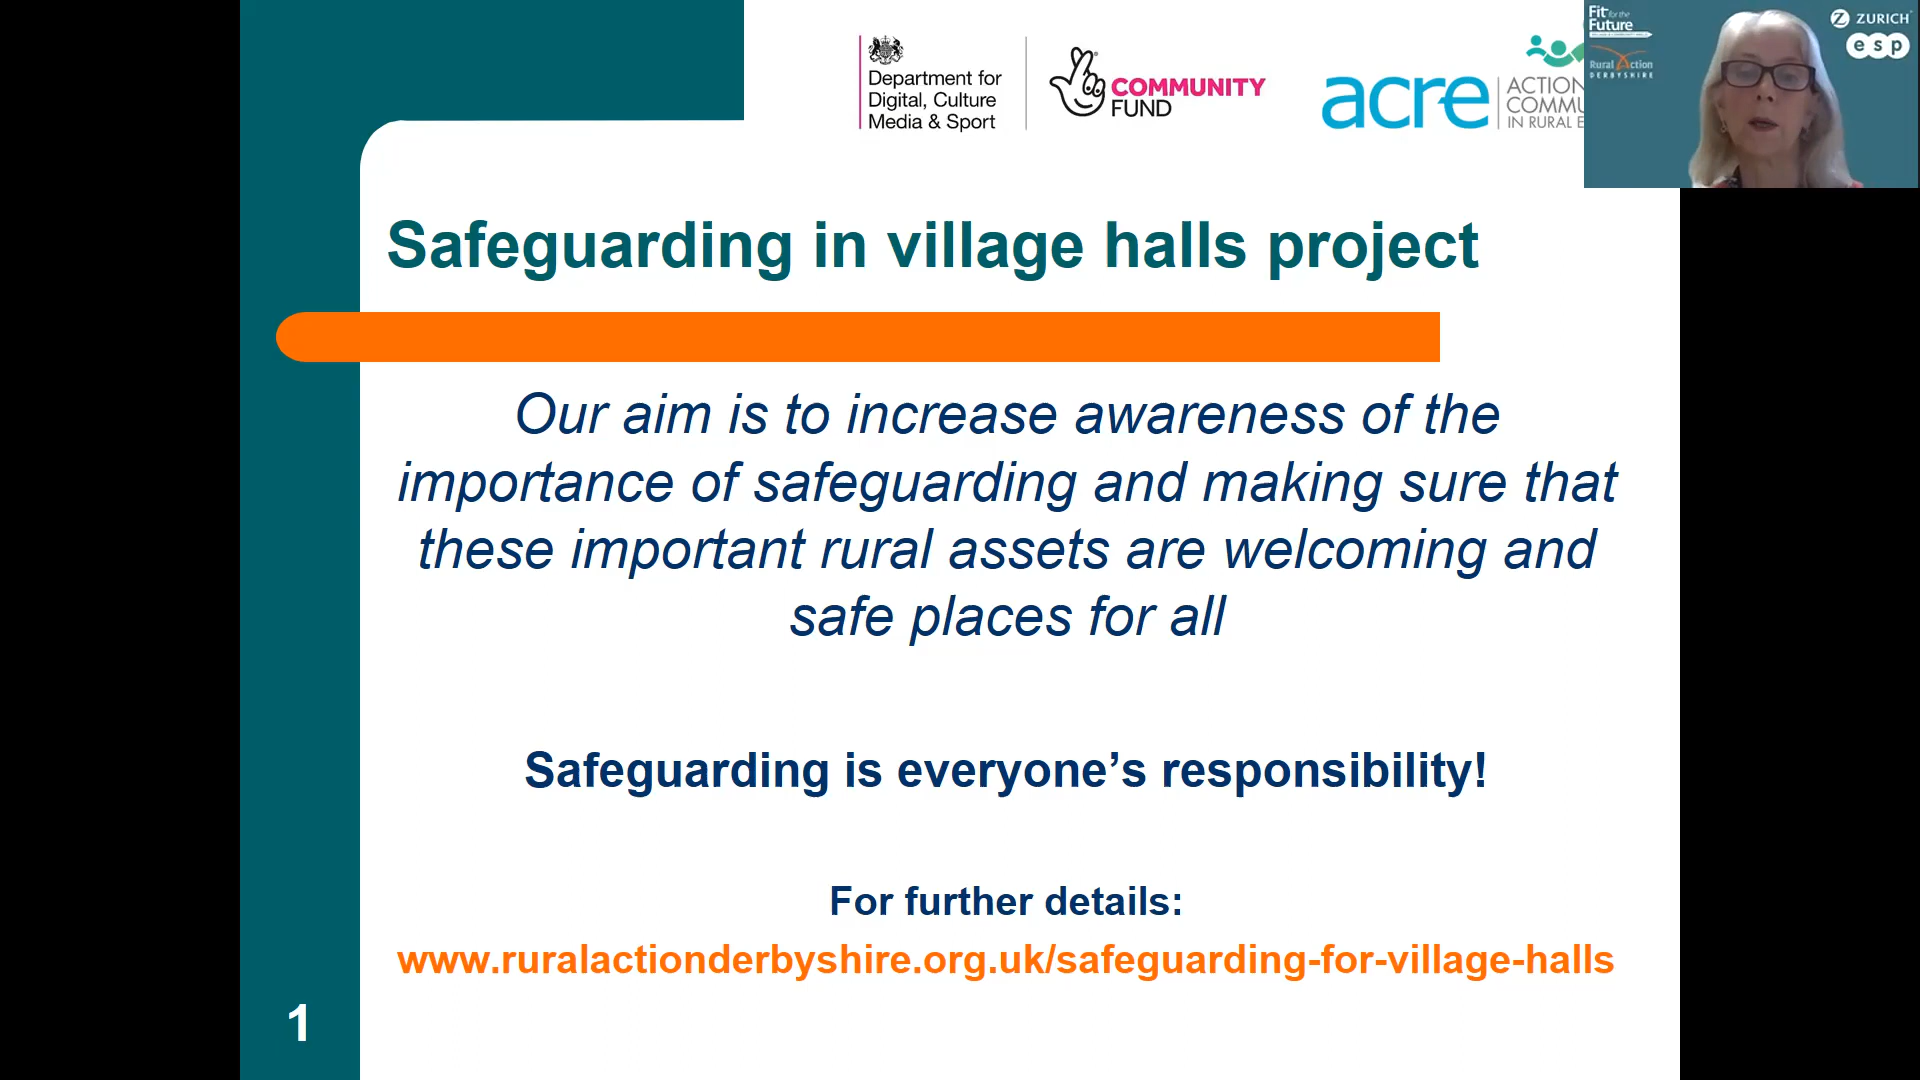 Department for
Digital, Culture
Media & Sport
COMMUNITY
FUND
acre
ACTION
COMMU
IN RURAL E
Fit for the
Future
Rural Action
DERBYSHIRE
ZURICH
esp
Safeguarding in village halls project
Our aim is to increase awareness of the
importance of safeguarding and making sure that
these important rural assets are welcoming and
safe places for all
Safeguarding is everyone’s responsibility!
For further details:
www.ruralactionderbyshire.org.uk/safeguarding-for-village-halls
1